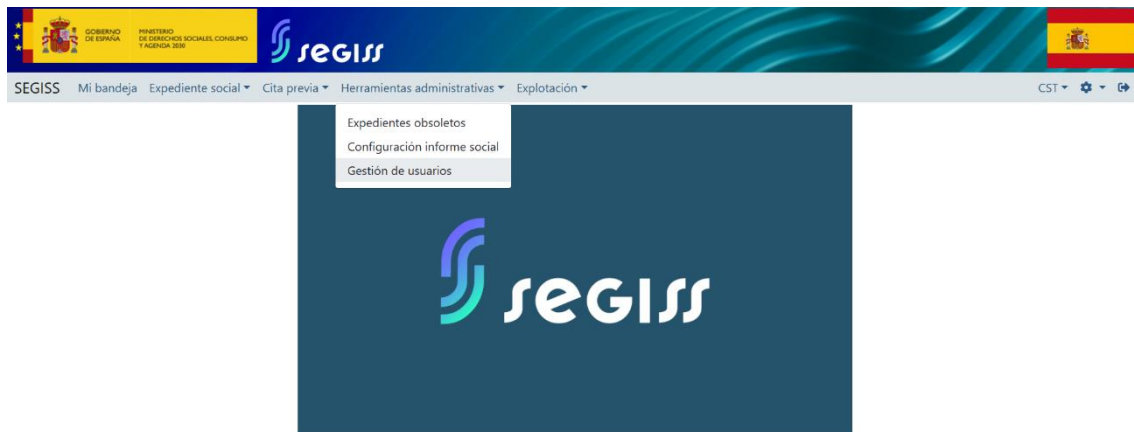 GOBIERNO
DE ESPAÑA
MINISTERIO
DE DERECHOS SOCIALES, CONSUMO
Y AGENDA 2030
SEGISS
SEGISS Mi bandeja Expediente social Cita previa Herramientas administrativas Explotación CST
Expedientes obsoletos
Configuración informe social
Gestión de usuarios
SEGISS